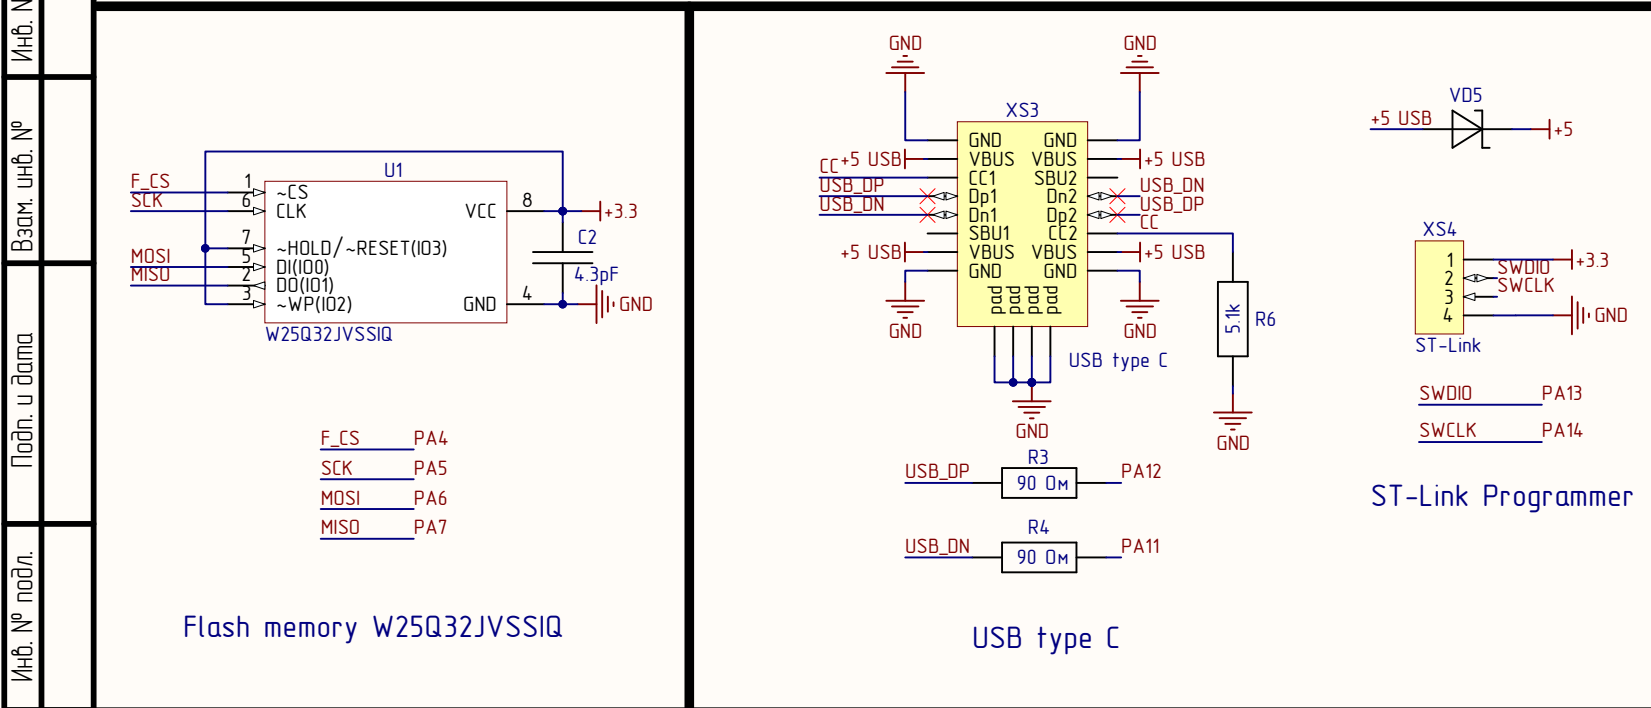 Инв. №
Взам. инв. №
Подп. и дата
Инв. № подл.
U1
F_CS
1
~CS
SCK
6
CLK
VCC
8
+3.3
7
~HOLD/~RESET(IO3)
C2
MOSI
5
DI(IO0)
4.3pF
MISO
2
DO(IO1)
3
~WP(IO2)
GND
4
GND
W25Q32JVSSIQ
F_CS PA4
SCK PA5
MOSI PA6
MISO PA7
Flash memory W25Q32JVSSIQ
GND
GND
XS3
GND
GND
+5 USB
VBUS
VBUS
+5 USB
CC
CC1
SBU2
USB_DP
Dp1
Dn2
USB_DN
USB_DN
Dn1
Dp2
USB_DP
SBU1
CC2
CC
+5 USB
VBUS
VBUS
+5 USB
GND
GND
GND
GND
pad
pad
pad
pad
5.1k
R6
USB type C
GND
GND
R3
USB_DP
90 Ом
PA12
R4
USB_DN
90 Ом
PA11
USB type C
VD5
+5 USB
+5
XS4
1
+3.3
2
SWDIO
3
SWCLK
4
GND
ST-Link
SWDIO PA13
SWCLK PA14
ST-Link Programmer